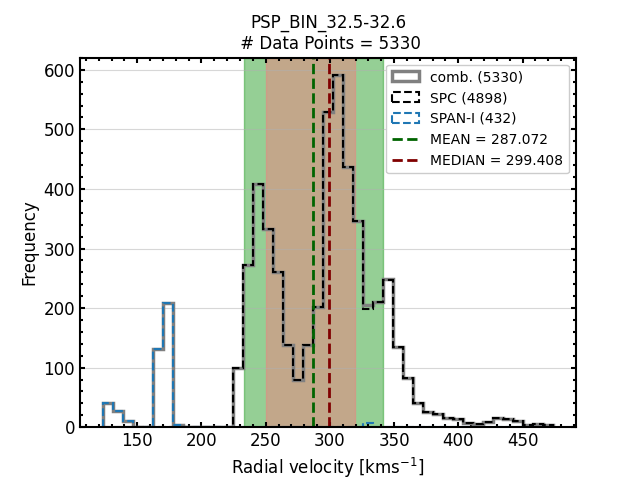 PSP_BIN_32.5-32.6
# Data Points = 5330
comb. (5330)
SPC (4898)
SPAN-I (432)
MEAN = 287.072
MEDIAN = 299.408
Frequency
600
500
400
300
200
100
0
150 200 250 300 350 400 450
Radial velocity [kms⁻¹]